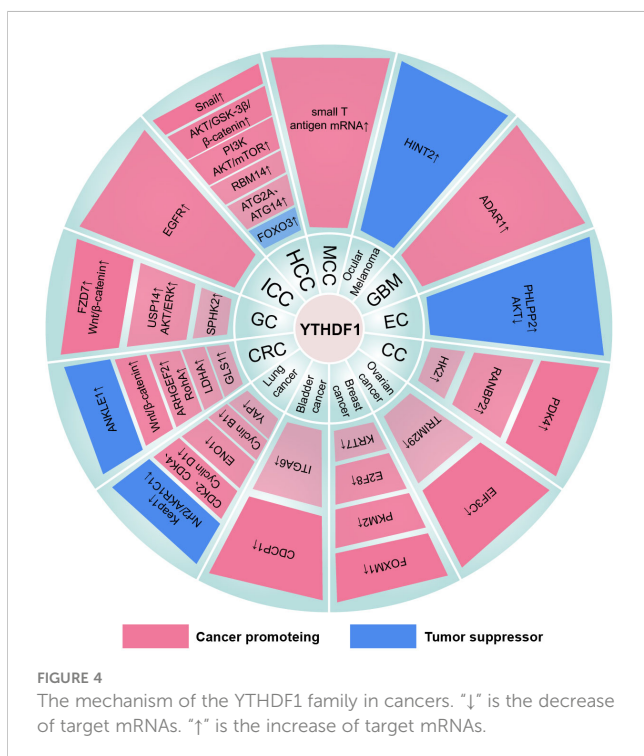 Snail↑
AKT/GSK-3β/
β-catenin↑
PI3K
AKT/mTOR↑
RBM14↑
ATG2A、
ATG14↑
FOXO3↑
HCC
small T
antigen mRNA↑
MCC
HINT2↑
Ocular
Melanoma
ADAR1↑
GBM
PHLPP2↑
AKT↓
EC
HK2↑
RANBP2↑
PDK4↑
CC
TRIM29↑
EIF3C↑
Ovarian
cancer
KRT7↑
E2F8↑
PKM2↑
FOXM1↑
Breast
cancer
ITGA6↑
CDCP1↑
Bladder
cancer
YAP↑
Cyclin B1↑
ENO1↑
CDK2、CDK4、
Cyclin D1↑
Keap1↑
Nrf2/AKR1C1↓
Lung
cancer
GLS1↑
LDHA↑
ARHGEF2↑
RohA↑
Wnt/β-catenin↑
ANKLE1↑
CRC
FZD7↑
Wnt/β-catenin↑
USP14↑
AKT/ERK↑
SPHK2↑
GC
EGFR↑
ICC
YTHDF1
Cancer promoteing
Tumor suppressor
FIGURE 4
The mechanism of the YTHDF1 family in cancers. “↓” is the decrease
of target mRNAs. “↑” is the increase of target mRNAs.